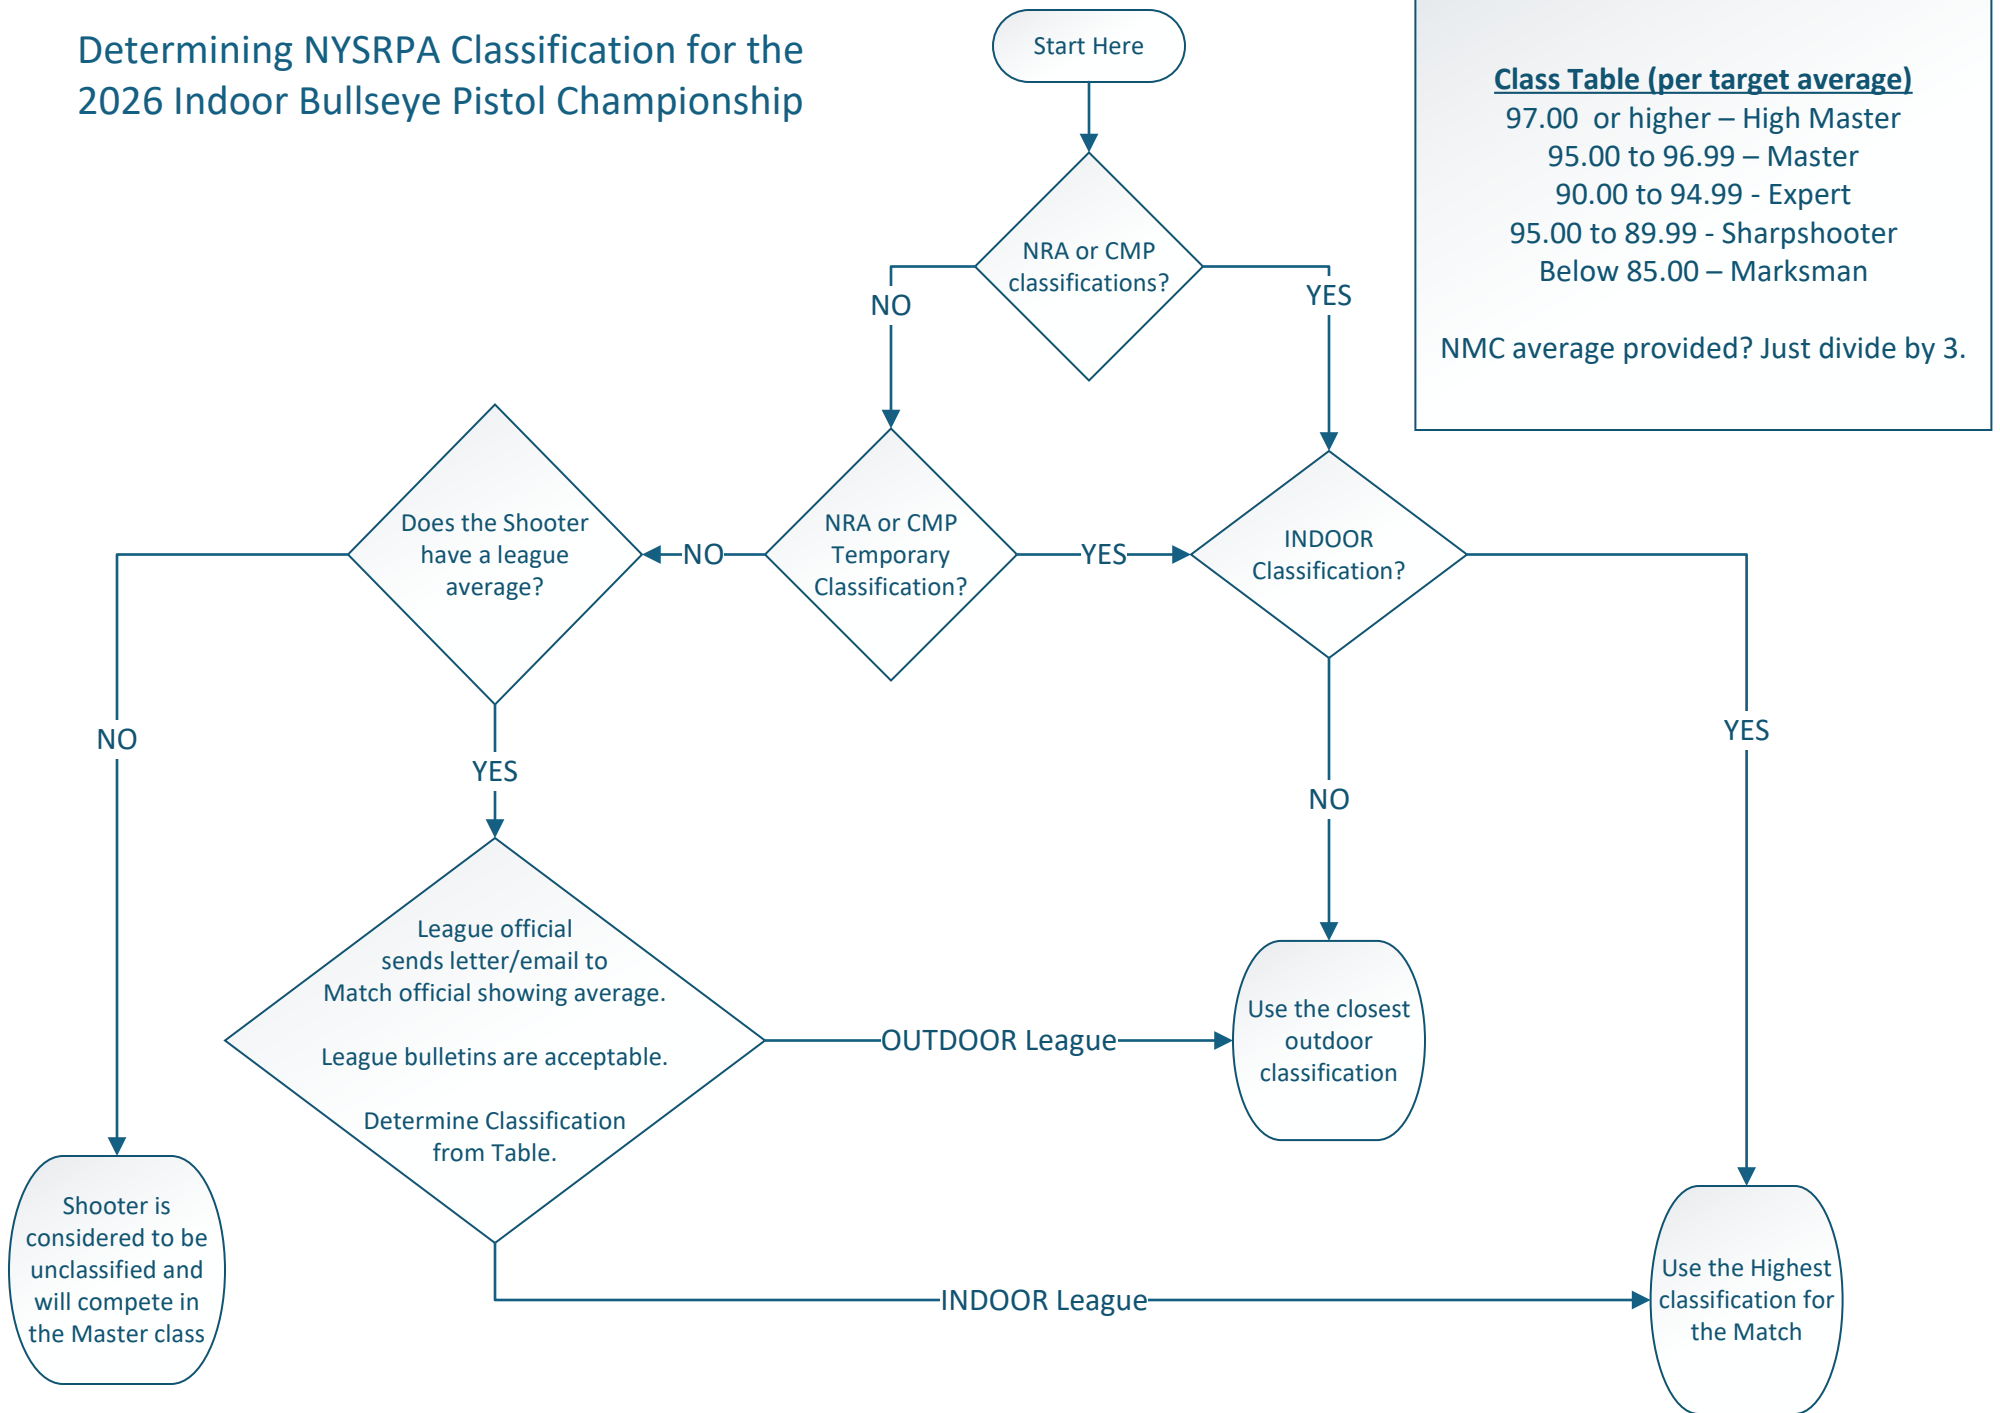 Determining NYSRPA Classification for the
2026 Indoor Bullseye Pistol Championship
Start Here
Class Table (per target average)
97.00  or higher – High Master
95.00 to 96.99 – Master
90.00 to 94.99 - Expert
95.00 to 89.99 - Sharpshooter
Below 85.00 – Marksman
NMC average provided? Just divide by 3.
NRA or CMP
classifications?
NO
YES
Does the Shooter
have a league
average?
NO
NRA or CMP
Temporary
Classification?
YES
INDOOR
Classification?
NO
YES
NO
YES
League official
sends letter/email to
Match official showing average.
League bulletins are acceptable.
Determine Classification
from Table.
OUTDOOR League
Use the closest
outdoor
classification
Shooter is
considered to be
unclassified and
will compete in
the Master class
INDOOR League
Use the Highest
classification for
the Match